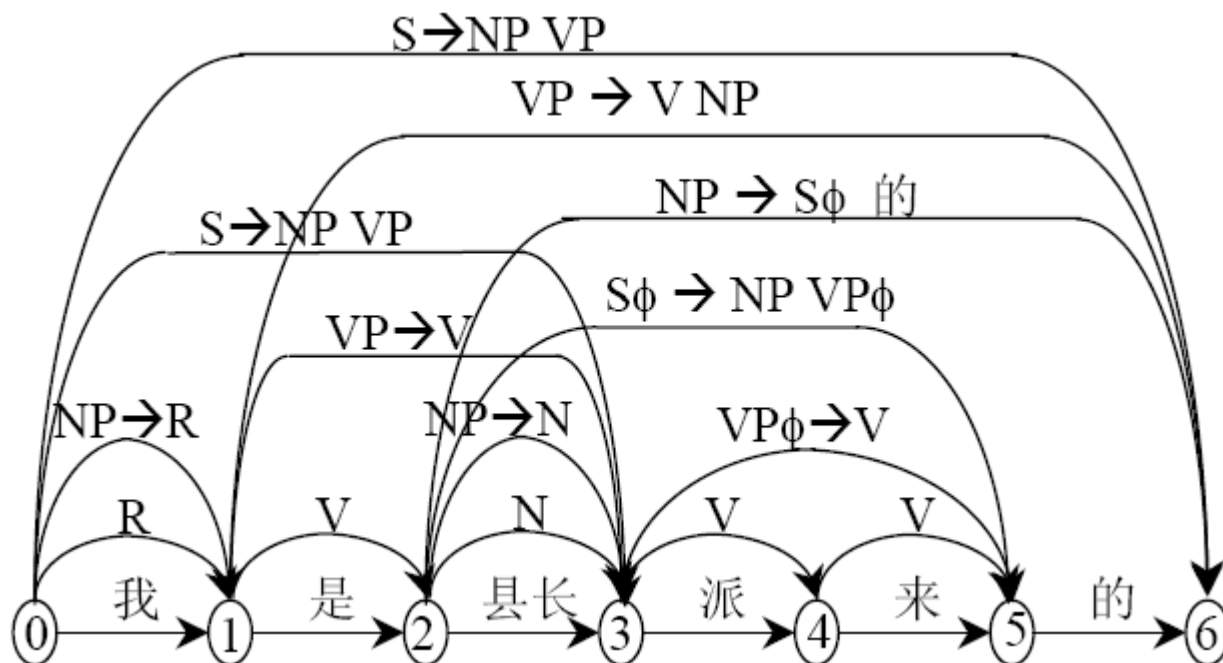 S→NP VP
VP → V NP
NP → Sϕ 的
S→NP VP
Sϕ → NP VPϕ
VP→V
NP→R
NP→N
VPϕ→V
R V N V V
我 是 县长 派 来 的
0 1 2 3 4 5 6